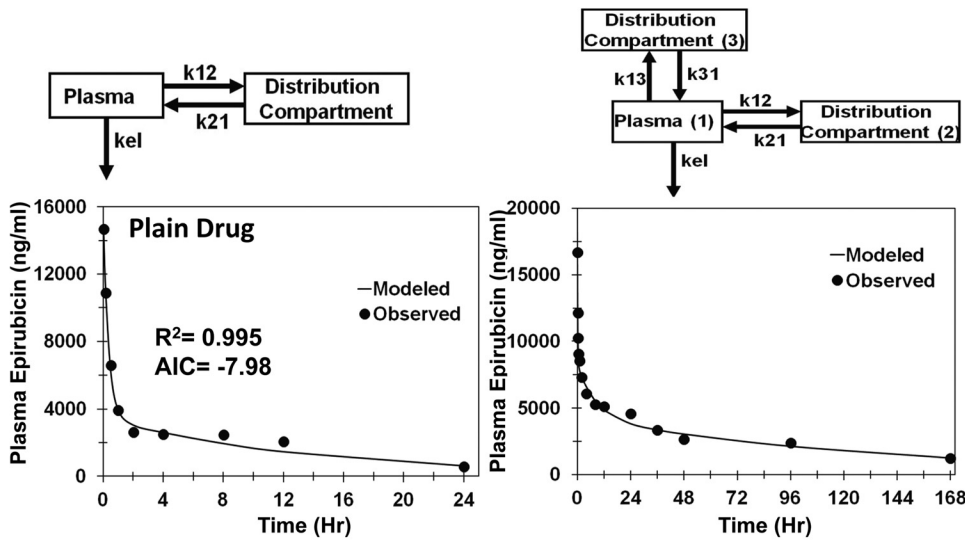 k12
Plasma
Distribution
Compartment
k21
kel
Distribution
Compartment (3)
k13
k31
k12
Plasma (1)
Distribution
Compartment (2)
k21
kel
Plasma Epirubicin (ng/ml)
16000
12000
8000
4000
0
Plain Drug
Modeled
Observed
R²= 0.995
AIC= -7.98
0 4 8 12 16 20 24
Time (Hr)
Plasma Epirubicin (ng/ml)
20000
15000
10000
5000
0
Modeled
Observed
0 24 48 72 96 120 144 168
Time (Hr)